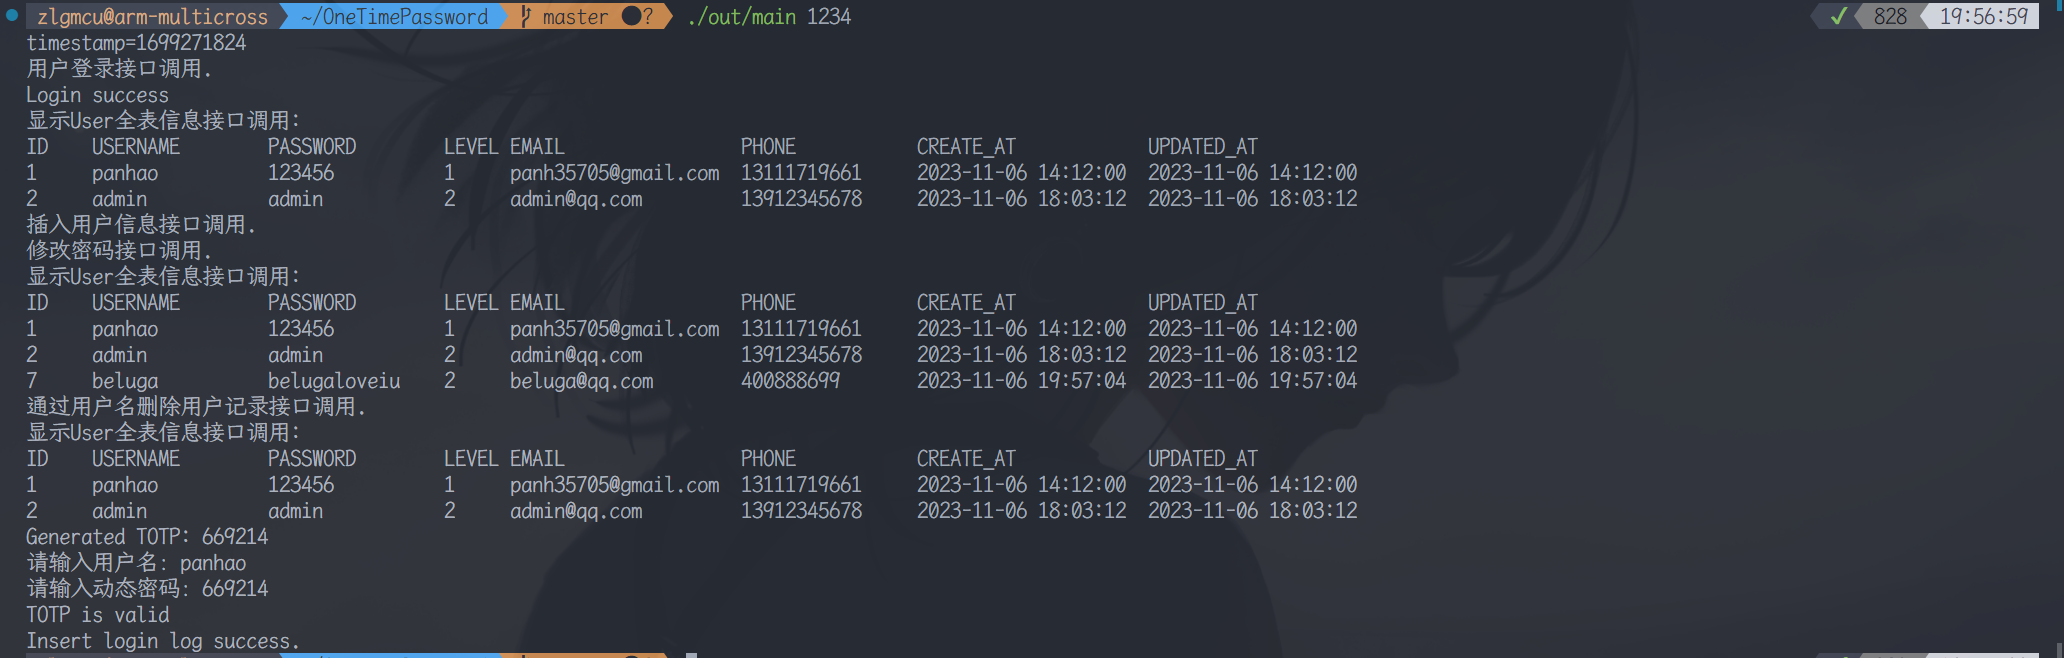 zlgmcu@arm-multicross ~/OneTimePassword master ●? ./out/main 1234 ✓ 828 19:56:59
timestamp=1699271824
用户登录接口调用.
Login success
显示User全表信息接口调用:
ID USERNAME PASSWORD LEVEL EMAIL PHONE CREATE_AT UPDATED_AT
1 panhao 123456 1 panh35705@gmail.com 13111719661 2023-11-06 14:12:00 2023-11-06 14:12:00
2 admin admin 2 admin@qq.com 13912345678 2023-11-06 18:03:12 2023-11-06 18:03:12
插入用户信息接口调用.
修改密码接口调用.
显示User全表信息接口调用:
ID USERNAME PASSWORD LEVEL EMAIL PHONE CREATE_AT UPDATED_AT
1 panhao 123456 1 panh35705@gmail.com 13111719661 2023-11-06 14:12:00 2023-11-06 14:12:00
2 admin admin 2 admin@qq.com 13912345678 2023-11-06 18:03:12 2023-11-06 18:03:12
7 beluga belugaloveiu 2 beluga@qq.com 400888699 2023-11-06 19:57:04 2023-11-06 19:57:04
通过用户名删除用户记录接口调用.
显示User全表信息接口调用:
ID USERNAME PASSWORD LEVEL EMAIL PHONE CREATE_AT UPDATED_AT
1 panhao 123456 1 panh35705@gmail.com 13111719661 2023-11-06 14:12:00 2023-11-06 14:12:00
2 admin admin 2 admin@qq.com 13912345678 2023-11-06 18:03:12 2023-11-06 18:03:12
Generated TOTP: 669214
请输入用户名: panhao
请输入动态密码: 669214
TOTP is valid
Insert login log success.